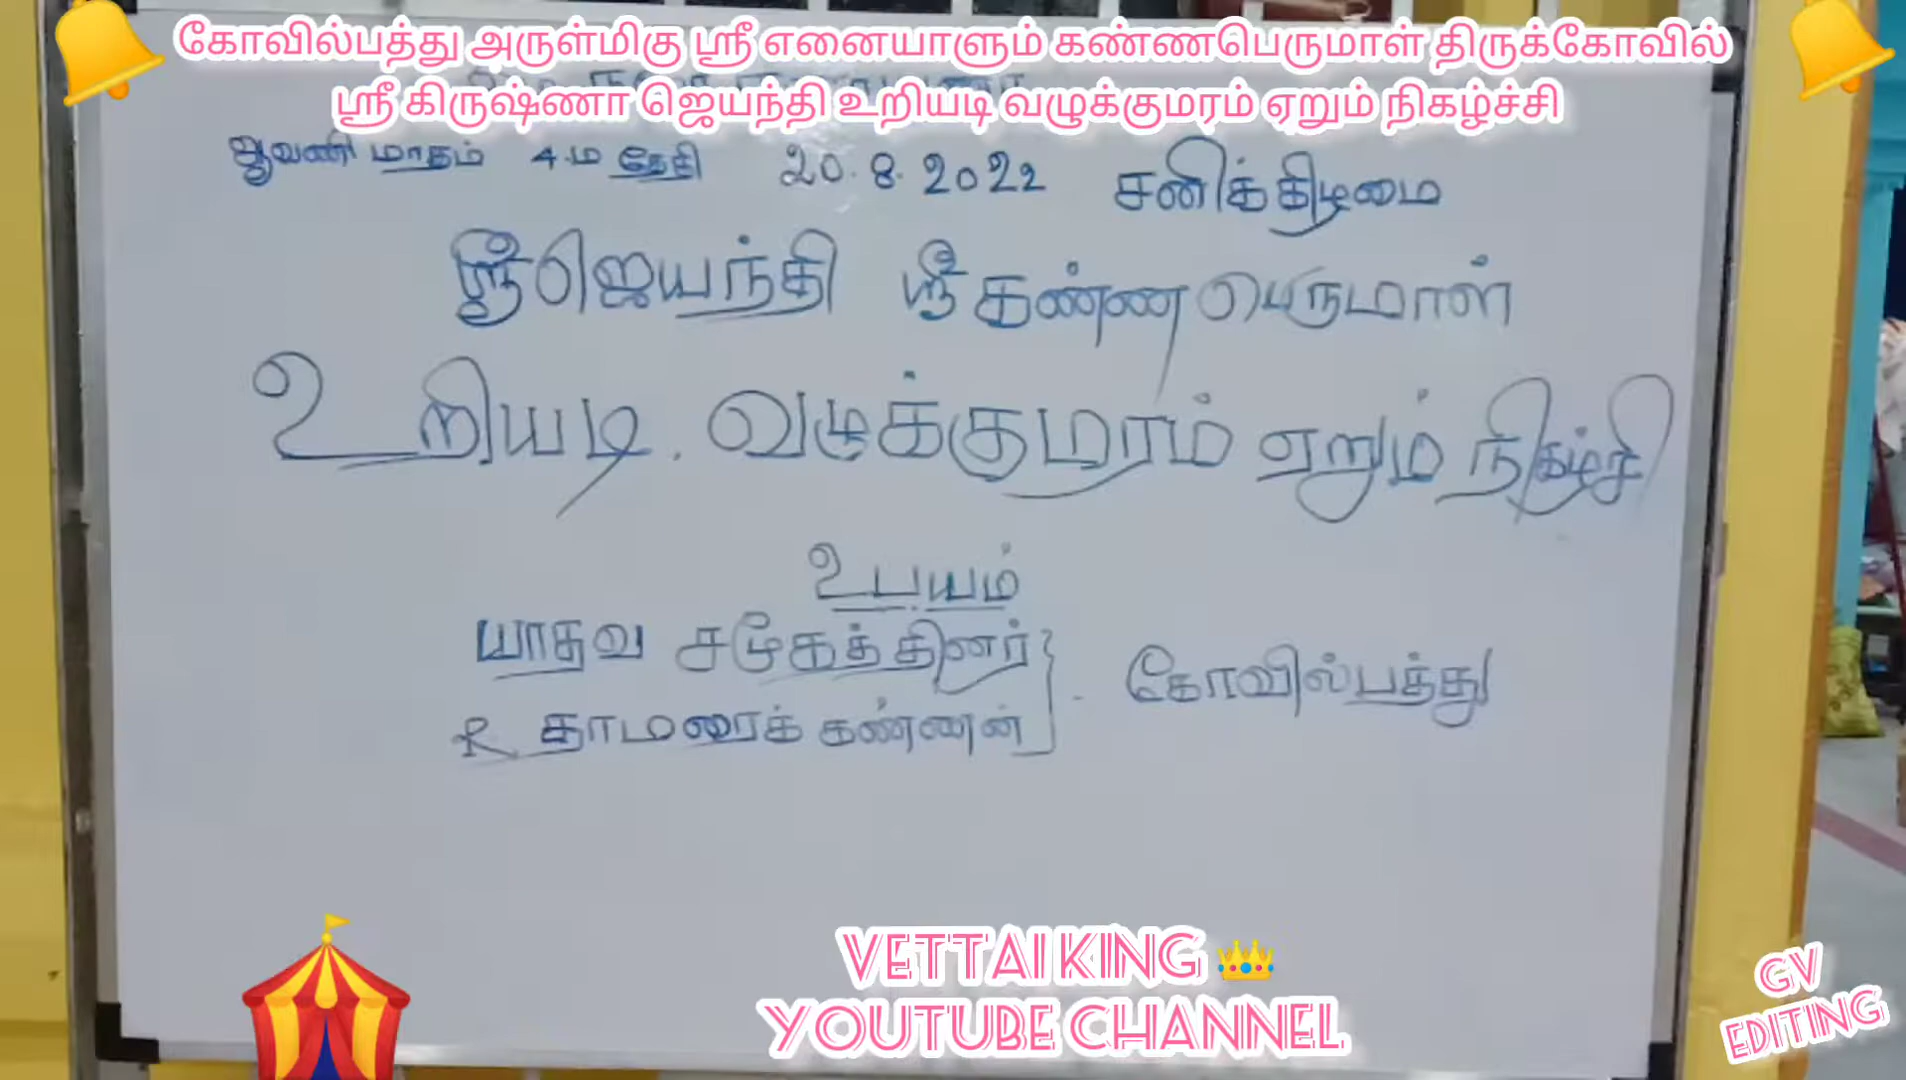 கோவில்பத்து அருள்மிகு ஸ்ரீ எனையாளும் கண்ணபெருமாள் திருக்கோவில்
ஸ்ரீ கிருஷ்ணா ஜெயந்தி உறியடி வழுக்குமரம் ஏறும் நிகழ்ச்சி
ஆவணி மாதம் 4.ம தேதி 20.8.2022 சனிக்கிழமை
ஸ்ரீஜெயந்தி ஸ்ரீ கண்ண பெருமாள்
உறியடி. வழுக்குமரம் ஏறும் நிகழ்சி
உபயம்
யாதவ சமூகத்தினர்
R தாமரைக் கண்ணன் } . கோவில்பத்து
VETTAI KING 👑
YOUTUBE CHANNEL
GV
EDITING